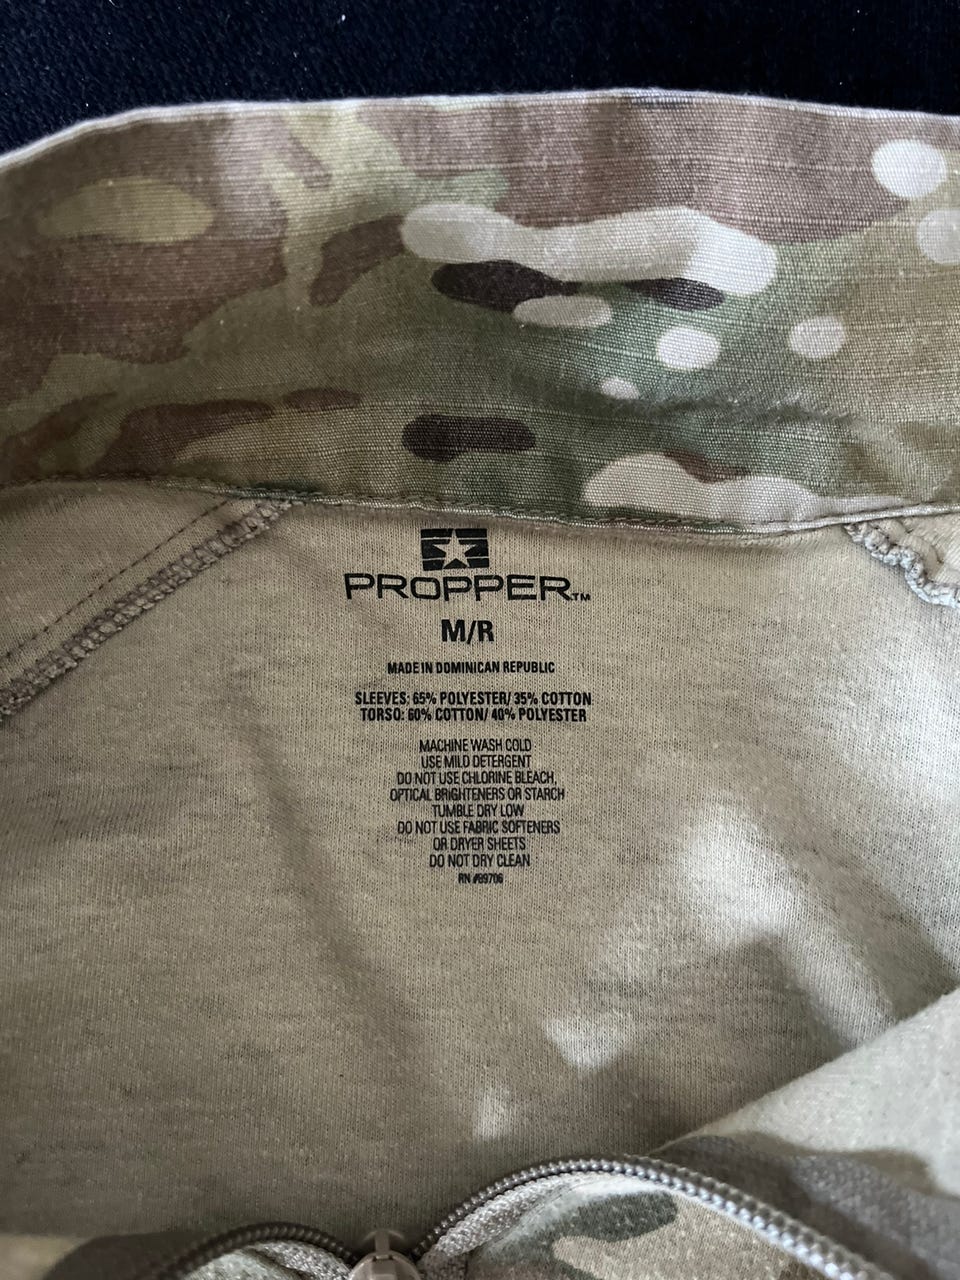 PROPPER™
M/R
MADE IN DOMINICAN REPUBLIC
SLEEVES: 65% POLYESTER/ 35% COTTON
TORSO: 60% COTTON/ 40% POLYESTER
MACHINE WASH COLD
USE MILD DETERGENT
DO NOT USE CHLORINE BLEACH,
OPTICAL BRIGHTENERS OR STARCH
TUMBLE DRY LOW
DO NOT USE FABRIC SOFTENERS
OR DRYER SHEETS
DO NOT DRY CLEAN
RN #89706